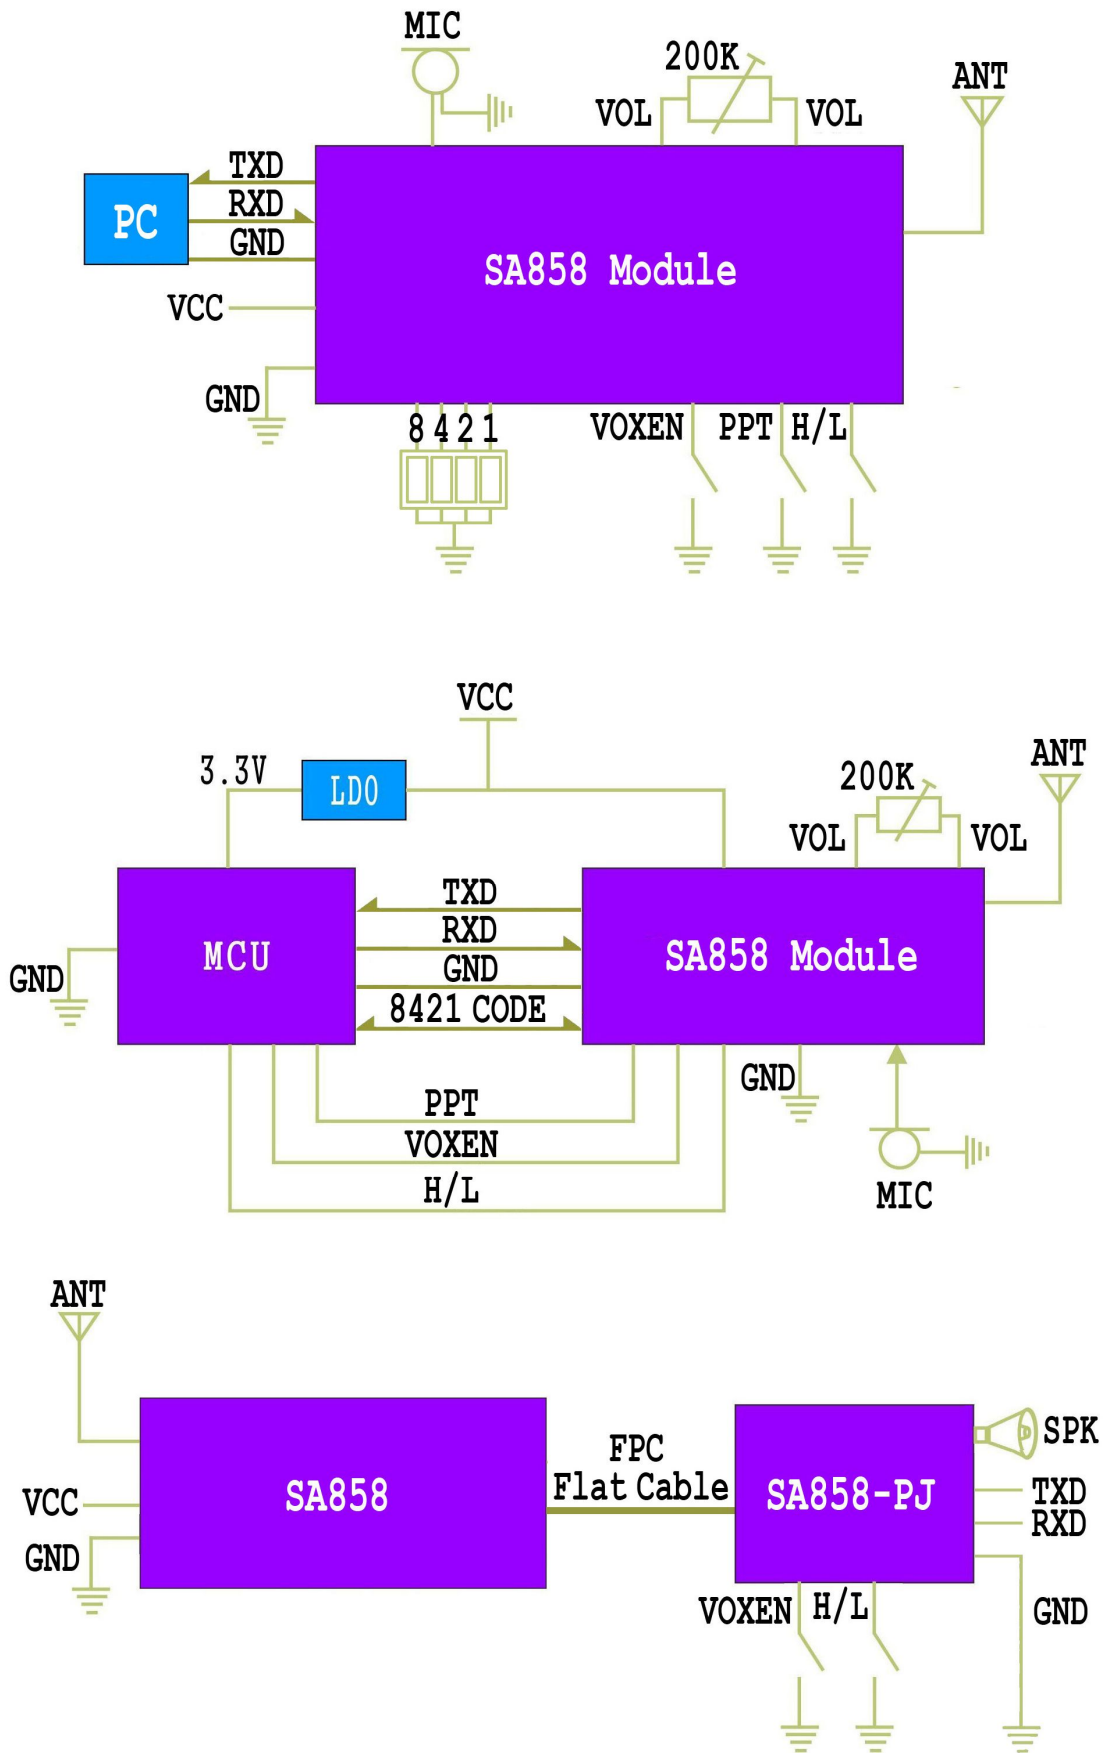 MIC
200K
ANT
VOL
VOL
TXD
RXD
PC
GND
SA858 Module
VCC
GND
8 4 2 1
VOXEN
PPT
H/L
VCC
3.3V
LDO
200K
ANT
VOL
VOL
TXD
RXD
MCU
SA858 Module
GND
GND
8421 CODE
GND
PPT
VOXEN
H/L
MIC
ANT
FPC
Flat Cable
SPK
SA858
SA858-PJ
TXD
VCC
RXD
GND
VOXEN
H/L
GND